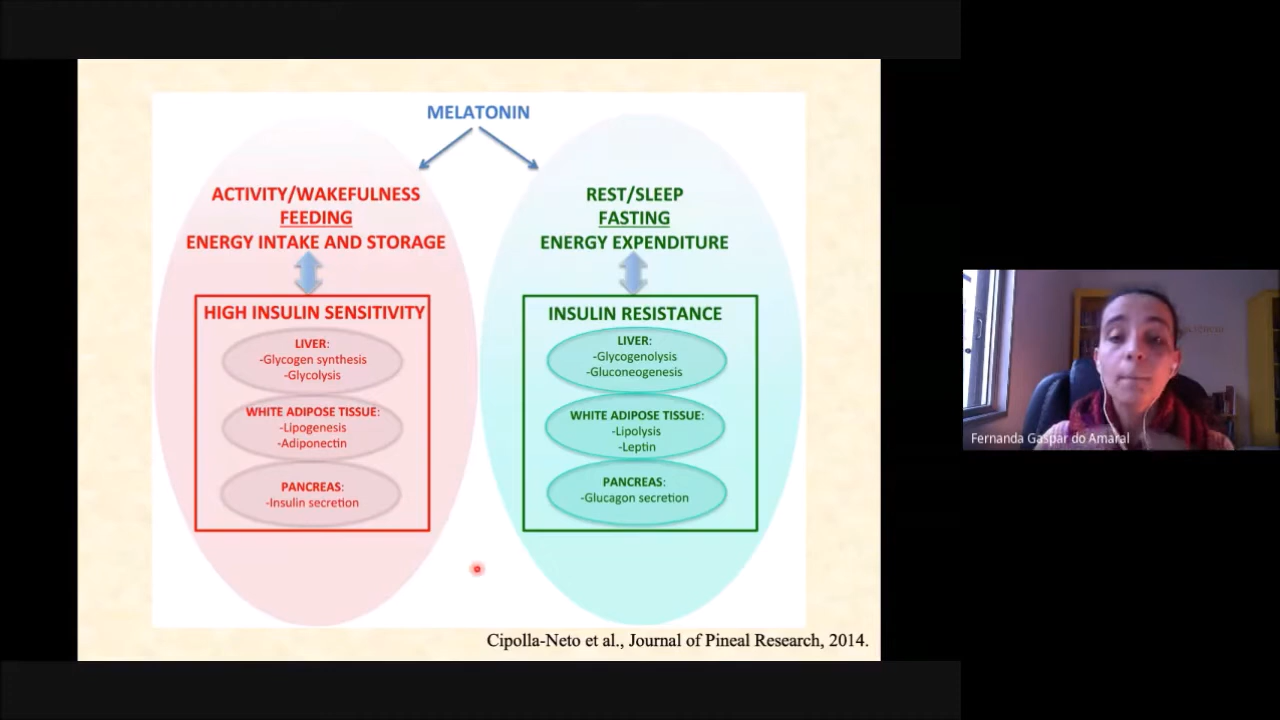 MELATONIN
ACTIVITY/WAKEFULNESS
FEEDING
ENERGY INTAKE AND STORAGE
HIGH INSULIN SENSITIVITY
LIVER:
-Glycogen synthesis
-Glycolysis
WHITE ADIPOSE TISSUE:
-Lipogenesis
-Adiponectin
PANCREAS:
-Insulin secretion
REST/SLEEP
FASTING
ENERGY EXPENDITURE
INSULIN RESISTANCE
LIVER:
-Glycogenolysis
-Gluconeogenesis
WHITE ADIPOSE TISSUE:
-Lipolysis
-Leptin
PANCREAS:
-Glucagon secretion
Cipolla-Neto et al., Journal of Pineal Research, 2014.
Fernanda Gaspar do Amaral